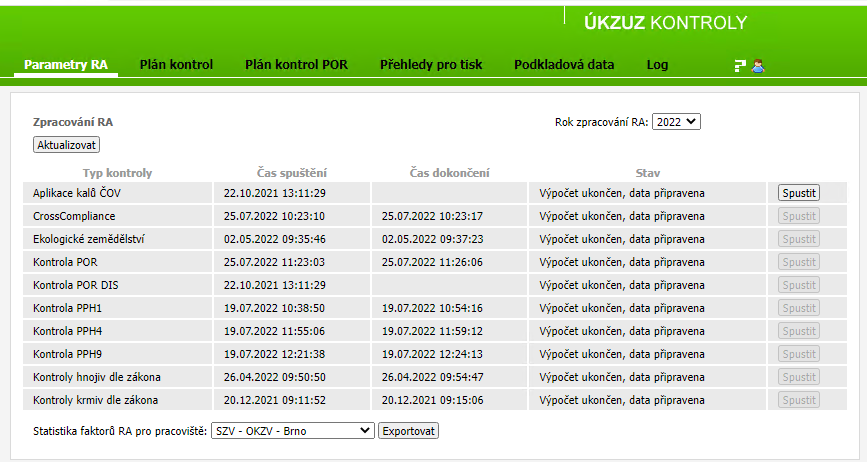 ÚKZUZ KONTROLY
Parametry RA Plán kontrol Plán kontrol POR Přehledy pro tisk Podkladová data Log
Zpracování RA Rok zpracování RA: 2022
Aktualizovat
Typ kontroly Čas spuštění Čas dokončení Stav
Aplikace kalů ČOV 22.10.2021 13:11:29 Výpočet ukončen, data připravena Spustit
CrossCompliance 25.07.2022 10:23:10 25.07.2022 10:23:17 Výpočet ukončen, data připravena Spustit
Ekologické zemědělství 02.05.2022 09:35:46 02.05.2022 09:37:23 Výpočet ukončen, data připravena Spustit
Kontrola POR 25.07.2022 11:23:03 25.07.2022 11:26:06 Výpočet ukončen, data připravena Spustit
Kontrola POR DIS 22.10.2021 13:11:29 Výpočet ukončen, data připravena Spustit
Kontrola PPH1 19.07.2022 10:38:50 19.07.2022 10:54:16 Výpočet ukončen, data připravena Spustit
Kontrola PPH4 19.07.2022 11:55:06 19.07.2022 11:59:12 Výpočet ukončen, data připravena Spustit
Kontrola PPH9 19.07.2022 12:21:38 19.07.2022 12:24:13 Výpočet ukončen, data připravena Spustit
Kontroly hnojiv dle zákona 26.04.2022 09:50:50 26.04.2022 09:54:47 Výpočet ukončen, data připravena Spustit
Kontroly krmiv dle zákona 20.12.2021 09:11:52 20.12.2021 09:15:06 Výpočet ukončen, data připravena Spustit
Statistika faktorů RA pro pracoviště: SZV - OKZV - Brno Exportovat